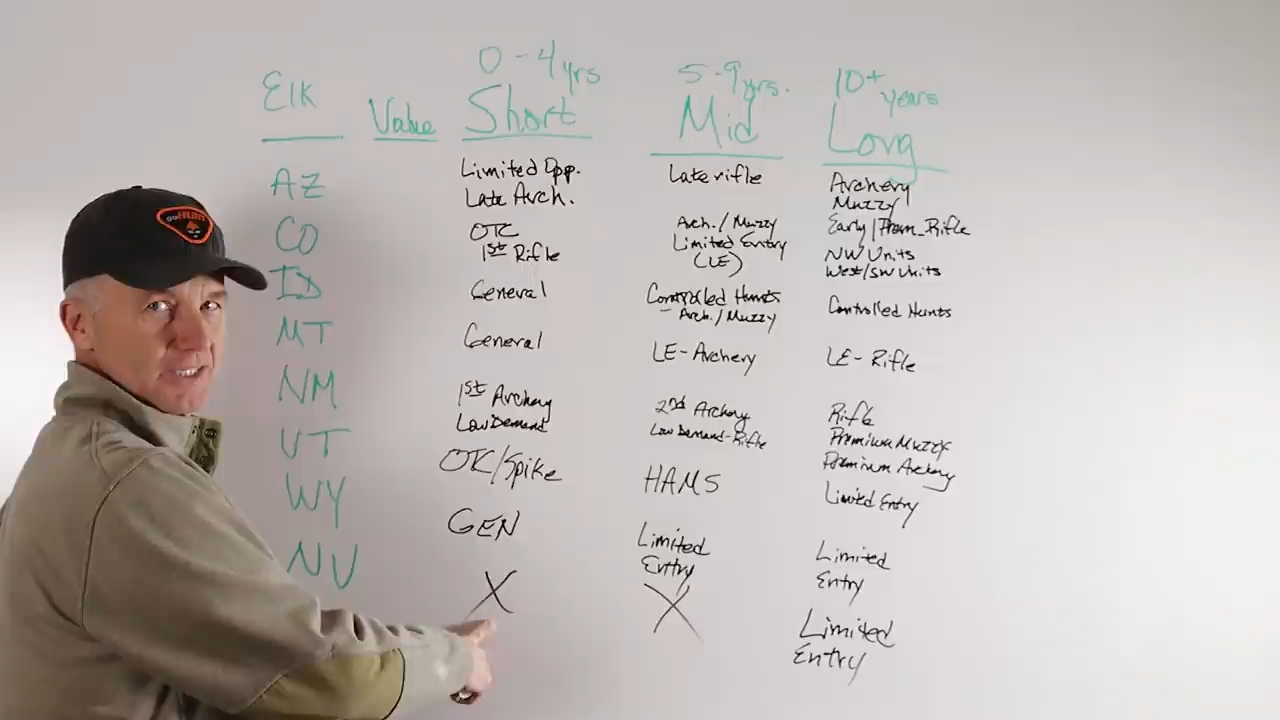 0-4 yrs
5-9 yrs.
10+ years
Elk
Value
Short
Mid
Long
AZ
Limited Opp.
Late Arch.
Late rifle
Archery
Muzzy
Early/Prem. Rifle
CO
OTC
1st Rifle
Arch./Muzzy
Limited Entry
(LE)
NW Units
West/SW Units
ID
General
Controlled Hunts
- Arch./Muzzy
Controlled Hunts
MT
General
LE-Archery
LE-Rifle
NM
1st Archery
Low Demand
2nd Archery
Low Demand-Rifle
Rifle
Premium Muzzy
Premium Archery
UT
OTC/Spike
HAMS
Limited Entry
WY
GEN
Limited
Entry
Limited
Entry
NV
X
X
Limited
Entry
goHUNT